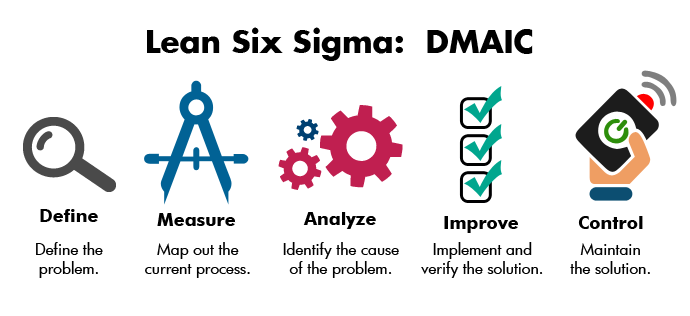 Lean Six Sigma: DMAIC
Define
Define the
problem.
Measure
Map out the
current process.
Analyze
Identify the cause
of the problem.
Improve
Implement and
verify the solution.
Control
Maintain
the solution.